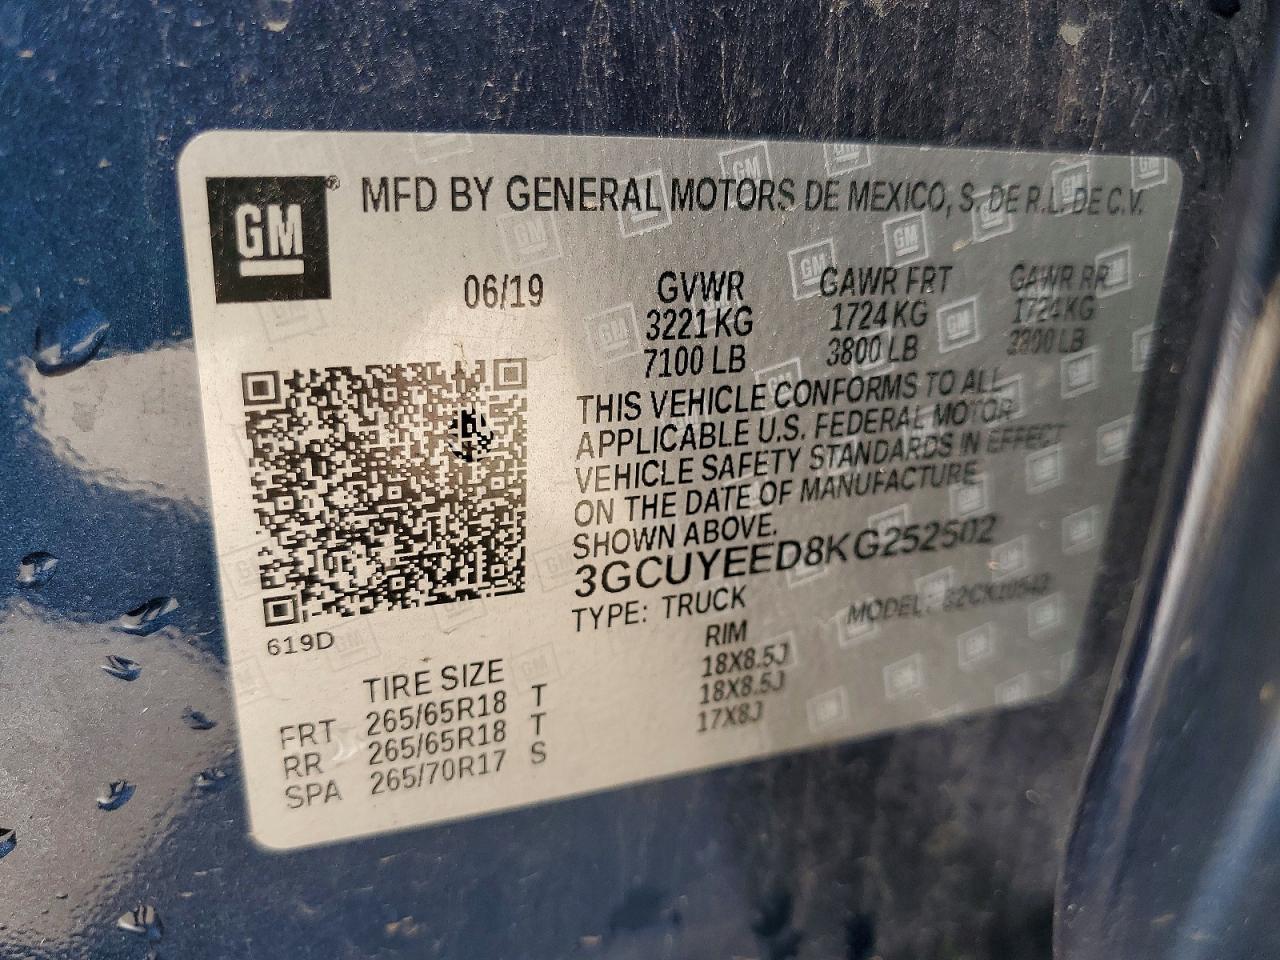 GM® MFD BY GENERAL MOTORS DE MEXICO, S. DE R.L. DE C.V.
06/19 GVWR GAWR FRT GAWR RR
3221 KG 1724 KG 1724 KG
7100 LB 3800 LB 3800 LB
THIS VEHICLE CONFORMS TO ALL
APPLICABLE U.S. FEDERAL MOTOR
VEHICLE SAFETY STANDARDS IN EFFECT
ON THE DATE OF MANUFACTURE
SHOWN ABOVE.
3GCUYEED8KG252502
TYPE: TRUCK MODEL:
619D
TIRE SIZE RIM
FRT 265/65R18 T 18X8.5J
RR 265/65R18 T 18X8.5J
SPA 265/70R17 S 17X8J